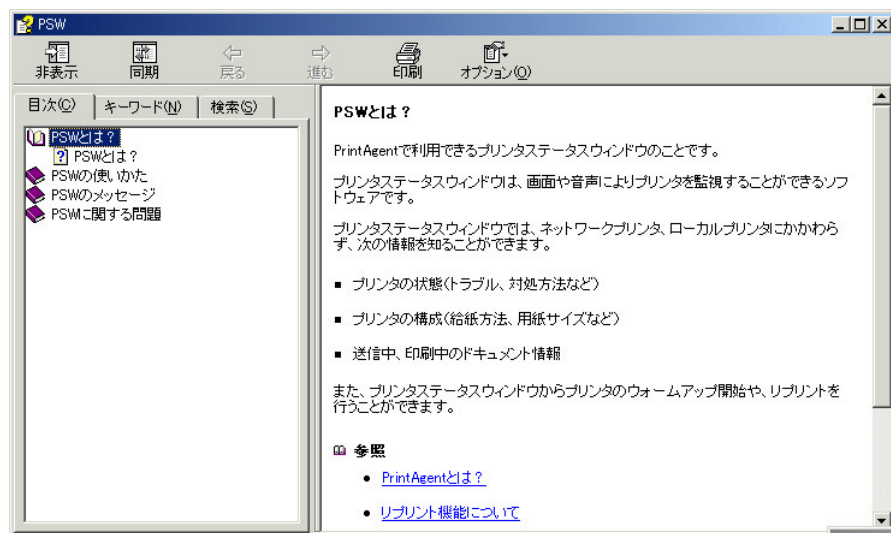 PSW
非表示 同期 戻る 進む 印刷 オプション(O)
目次(C) キーワード(N) 検索(S)
PSWとは？
PSWとは？
PSWの使いかた
PSWのメッセージ
PSWに関する問題
PSWとは？
PrintAgentで利用できるプリンタステータスウィンドウのことです。
プリンタステータスウィンドウは、画面や音声によりプリンタを監視することができるソフ
トウェアです。
プリンタステータスウィンドウでは、ネットワークプリンタ、ローカルプリンタにかかわら
ず、次の情報を知ることができます。
■ プリンタの状態(トラブル、対処方法など)
■ プリンタの構成(給紙方法、用紙サイズなど)
■ 送信中、印刷中のドキュメント情報
また、プリンタステータスウィンドウからプリンタのウォームアップ開始や、リプリントを
行うことができます。
参照
• PrintAgentとは？
• リプリント機能について